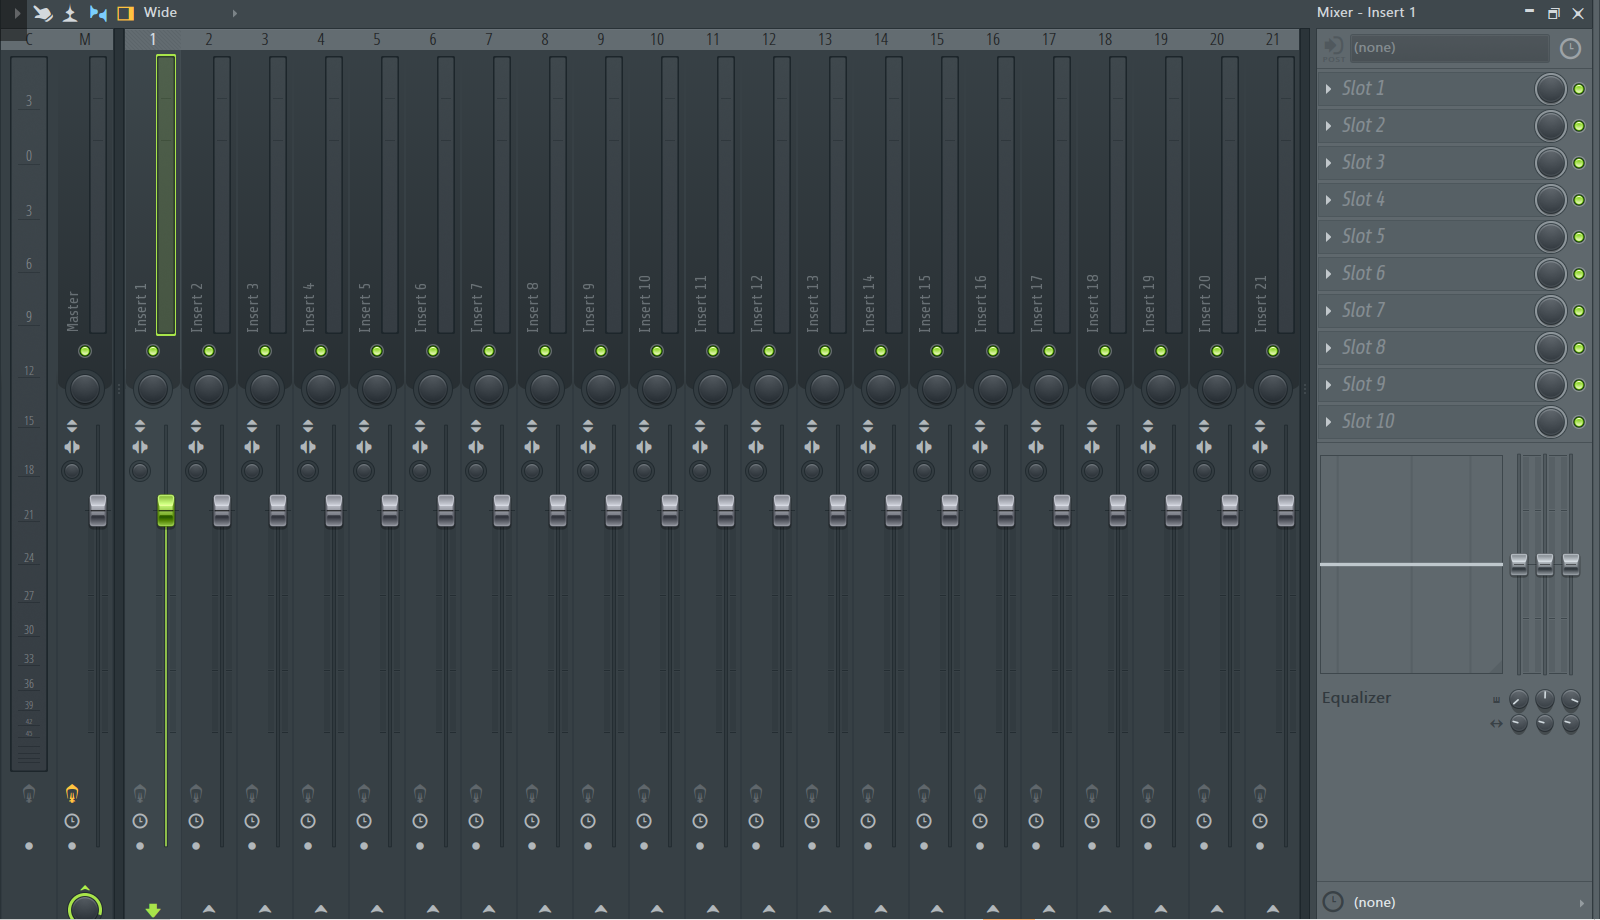 Wide
Mixer - Insert 1
C M 1 2 3 4 5 6 7 8 9 10 11 12 13 14 15 16 17 18 19 20 21
POST
(none)
Slot 1
Slot 2
Slot 3
Slot 4
Slot 5
Slot 6
Slot 7
Slot 8
Slot 9
Slot 10
3
0
3
6
9
12
15
18
21
24
27
30
33
36
39
42
45
Master
Insert 1
Insert 2
Insert 3
Insert 4
Insert 5
Insert 6
Insert 7
Insert 8
Insert 9
Insert 10
Insert 11
Insert 12
Insert 13
Insert 14
Insert 15
Insert 16
Insert 17
Insert 18
Insert 19
Insert 20
Insert 21
Equalizer
(none)